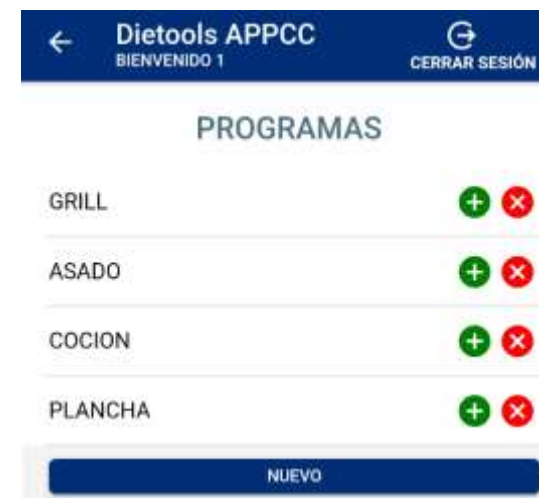 Dietools APPCC
BIENVENIDO 1
CERRAR SESIÓN
PROGRAMAS
GRILL
ASADO
COCION
PLANCHA
NUEVO